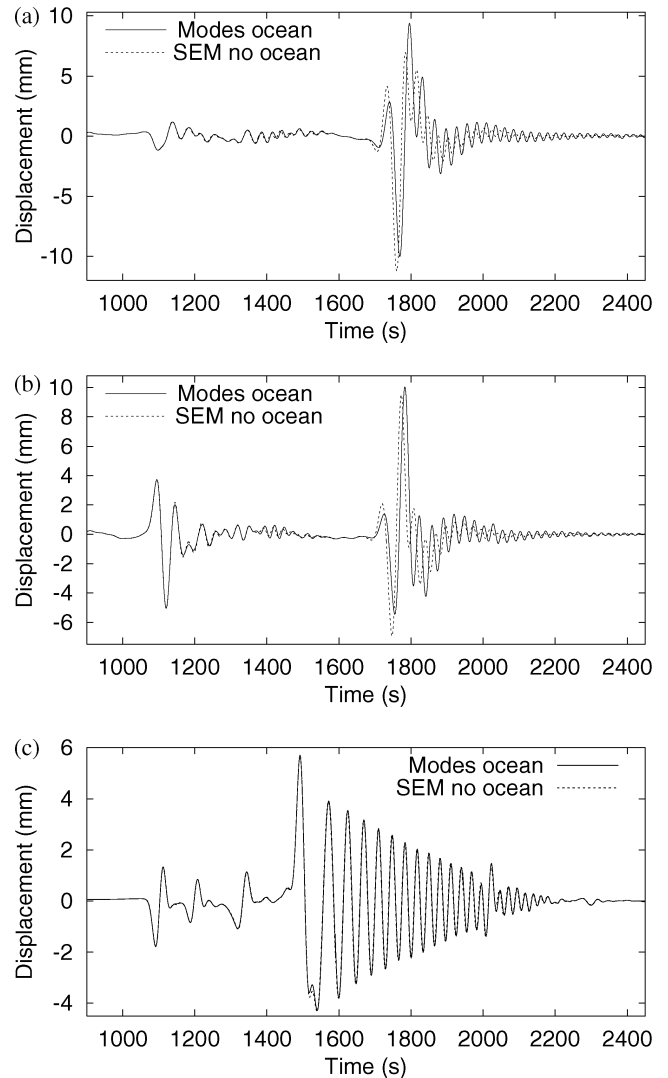 (a)
10
5
0
-5
-10
Displacement (mm)
Modes ocean
SEM no ocean
1000 1200 1400 1600 1800 2000 2200 2400
Time (s)
(b)
10
8
6
4
2
0
-2
-4
-6
Displacement (mm)
Modes ocean
SEM no ocean
1000 1200 1400 1600 1800 2000 2200 2400
Time (s)
(c)
6
4
2
0
-2
-4
Displacement (mm)
Modes ocean
SEM no ocean
1000 1200 1400 1600 1800 2000 2200 2400
Time (s)